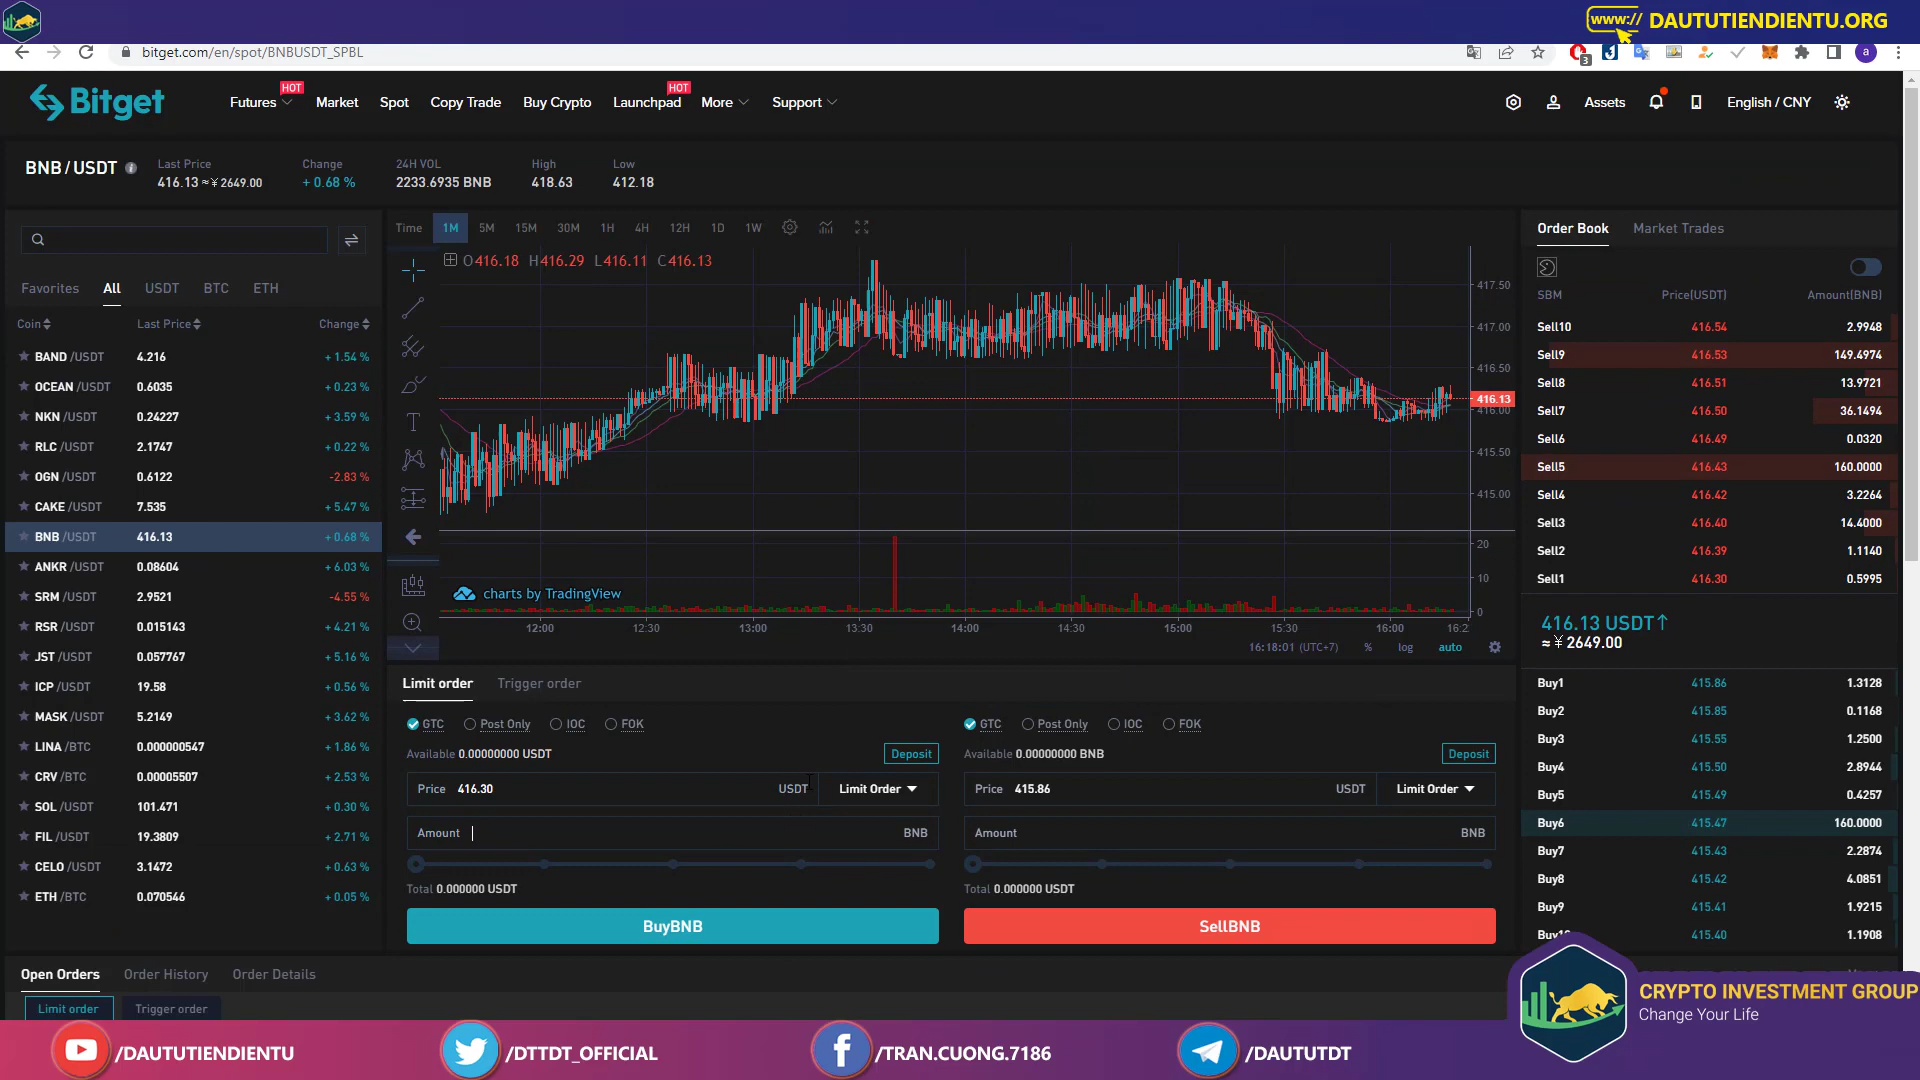 www:// DAUTUTIENDIENTU.ORG
bitget.com/en/spot/BNBUSDT_SPBL
3
a
Bitget
Futures HOT Market Spot Copy Trade Buy Crypto Launchpad HOT More Support
Assets English / CNY
BNB / USDT
Last Price Change 24H VOL High Low
416.13 ≈¥ 2649.00 + 0.68 % 2233.6935 BNB 418.63 412.18
Favorites All USDT BTC ETH
Coin Last Price Change
BAND /USDT 4.216 + 1.54 %
OCEAN /USDT 0.6035 + 0.23 %
NKN /USDT 0.24227 + 3.59 %
RLC /USDT 2.1747 + 0.22 %
OGN /USDT 0.6122 -2.83 %
CAKE /USDT 7.535 + 5.47 %
BNB /USDT 416.13 + 0.68 %
ANKR /USDT 0.08604 + 6.03 %
SRM /USDT 2.9521 -4.55 %
RSR /USDT 0.015143 + 4.21 %
JST /USDT 0.057767 + 5.16 %
ICP /USDT 19.58 + 0.56 %
MASK /USDT 5.2149 + 3.62 %
LINA /BTC 0.000000547 + 1.86 %
CRV /BTC 0.00005507 + 2.53 %
SOL /USDT 101.471 + 0.30 %
FIL /USDT 19.3809 + 2.71 %
CELO /USDT 3.1472 + 0.63 %
ETH /BTC 0.070546 + 0.05 %
Time 1M 5M 15M 30M 1H 4H 12H 1D 1W
O416.18 H416.29 L416.11 C416.13
417.50
417.00
416.50
416.13
416.00
415.50
415.00
20
10
0
charts by TradingView
12:00 12:30 13:00 13:30 14:00 14:30 15:00 15:30 16:00 16:2
16:18:01 (UTC+7) % log auto
Limit order Trigger order
GTC Post Only IOC FOK
Available 0.00000000 USDT Deposit
Price 416.30 USDT Limit Order
Amount BNB
Total 0.000000 USDT
BuyBNB
GTC Post Only IOC FOK
Available 0.00000000 BNB Deposit
Price 415.86 USDT Limit Order
Amount BNB
Total 0.000000 USDT
SellBNB
Order Book Market Trades
SBM Price(USDT) Amount(BNB)
Sell10 416.54 2.9948
Sell9 416.53 149.4974
Sell8 416.51 13.9721
Sell7 416.50 36.1494
Sell6 416.49 0.0320
Sell5 416.43 160.0000
Sell4 416.42 3.2264
Sell3 416.40 14.4000
Sell2 416.39 1.1140
Sell1 416.30 0.5995
416.13 USDT↑
≈ ¥ 2649.00
Buy1 415.86 1.3128
Buy2 415.85 0.1168
Buy3 415.55 1.2500
Buy4 415.50 2.8944
Buy5 415.49 0.4257
Buy6 415.47 160.0000
Buy7 415.43 2.2874
Buy8 415.42 4.0851
Buy9 415.41 1.9215
415.40 1.1908
Open Orders Order History Order Details
Limit order Trigger order
CRYPTO INVESTMENT GROUP
Change Your Life
/DAUTUTIENDIENTU /DTTDT_OFFICIAL /TRAN.CUONG.7186 /DAUTUTDT